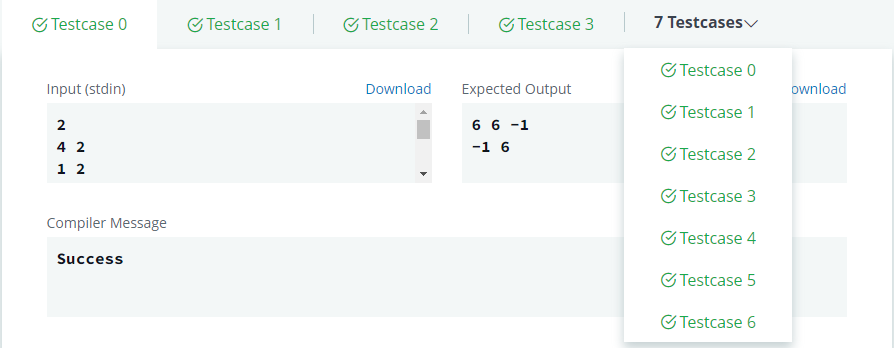 Testcase 0 Testcase 1 Testcase 2 Testcase 3 7 Testcases
Testcase 0
Testcase 1
Testcase 2
Testcase 3
Testcase 4
Testcase 5
Testcase 6
Input (stdin) Download
2
4 2
1 2
Expected Output ownload
6 6 -1
-1 6
Compiler Message
Success